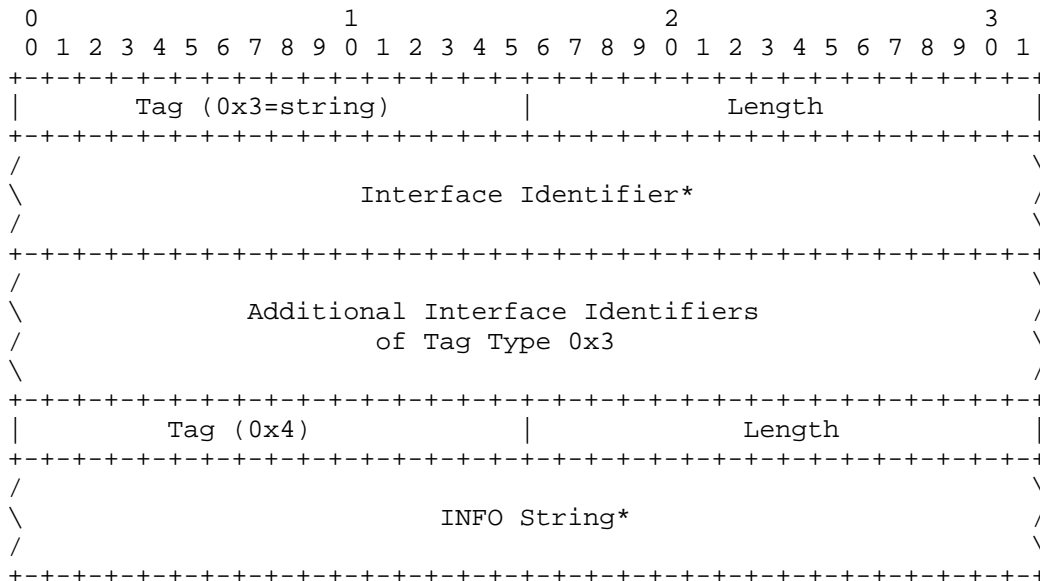 0                   1                   2                   3
 0 1 2 3 4 5 6 7 8 9 0 1 2 3 4 5 6 7 8 9 0 1 2 3 4 5 6 7 8 9 0 1
+-+-+-+-+-+-+-+-+-+-+-+-+-+-+-+-+-+-+-+-+-+-+-+-+-+-+-+-+-+-+-+-+
|       Tag (0x3=string)        |            Length             |
+-+-+-+-+-+-+-+-+-+-+-+-+-+-+-+-+-+-+-+-+-+-+-+-+-+-+-+-+-+-+-+-+
/                                                               \
\                     Interface Identifier*                     /
/                                                               \
+-+-+-+-+-+-+-+-+-+-+-+-+-+-+-+-+-+-+-+-+-+-+-+-+-+-+-+-+-+-+-+-+
/                                                               \
\              Additional Interface Identifiers                 /
/                      of Tag Type 0x3                          \
\                                                               /
+-+-+-+-+-+-+-+-+-+-+-+-+-+-+-+-+-+-+-+-+-+-+-+-+-+-+-+-+-+-+-+-+
|         Tag (0x4)             |             Length            |
+-+-+-+-+-+-+-+-+-+-+-+-+-+-+-+-+-+-+-+-+-+-+-+-+-+-+-+-+-+-+-+-+
/                                                               \
\                          INFO String*                         /
/                                                               \
+-+-+-+-+-+-+-+-+-+-+-+-+-+-+-+-+-+-+-+-+-+-+-+-+-+-+-+-+-+-+-+-+